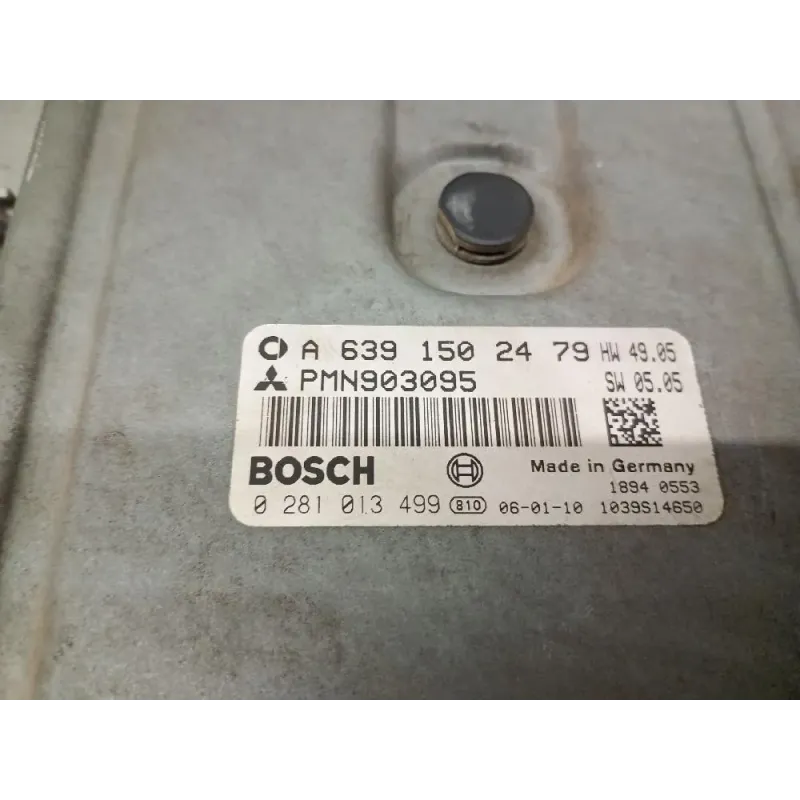 A 639 150 24 79 HW 49.05
PMN903095 SW 05.05
BOSCH Made in Germany
1894 0553
0 281 013 499 810 06-01-10 1039S14650